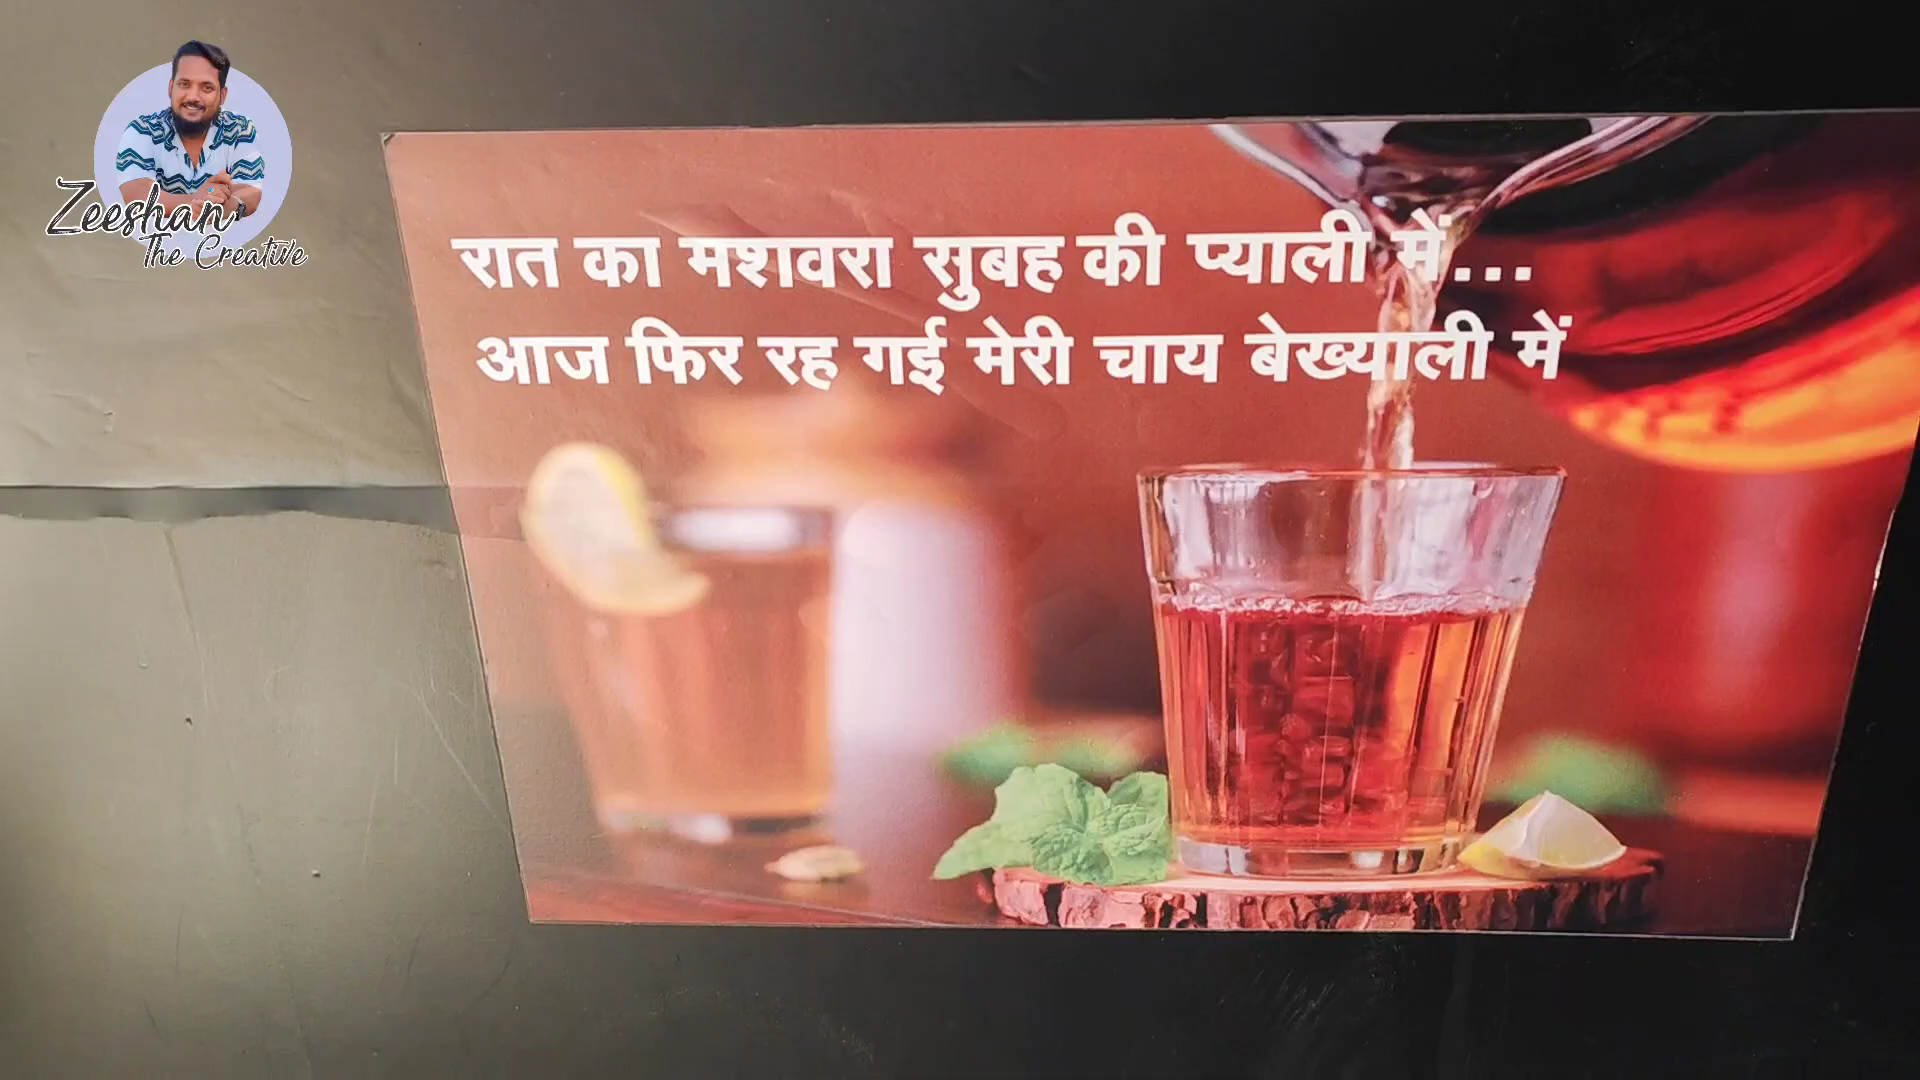 Zeeshan
The Creative
रात का मशवरा सुबह की प्याली में...
आज फिर रह गई मेरी चाय बेख्याली में